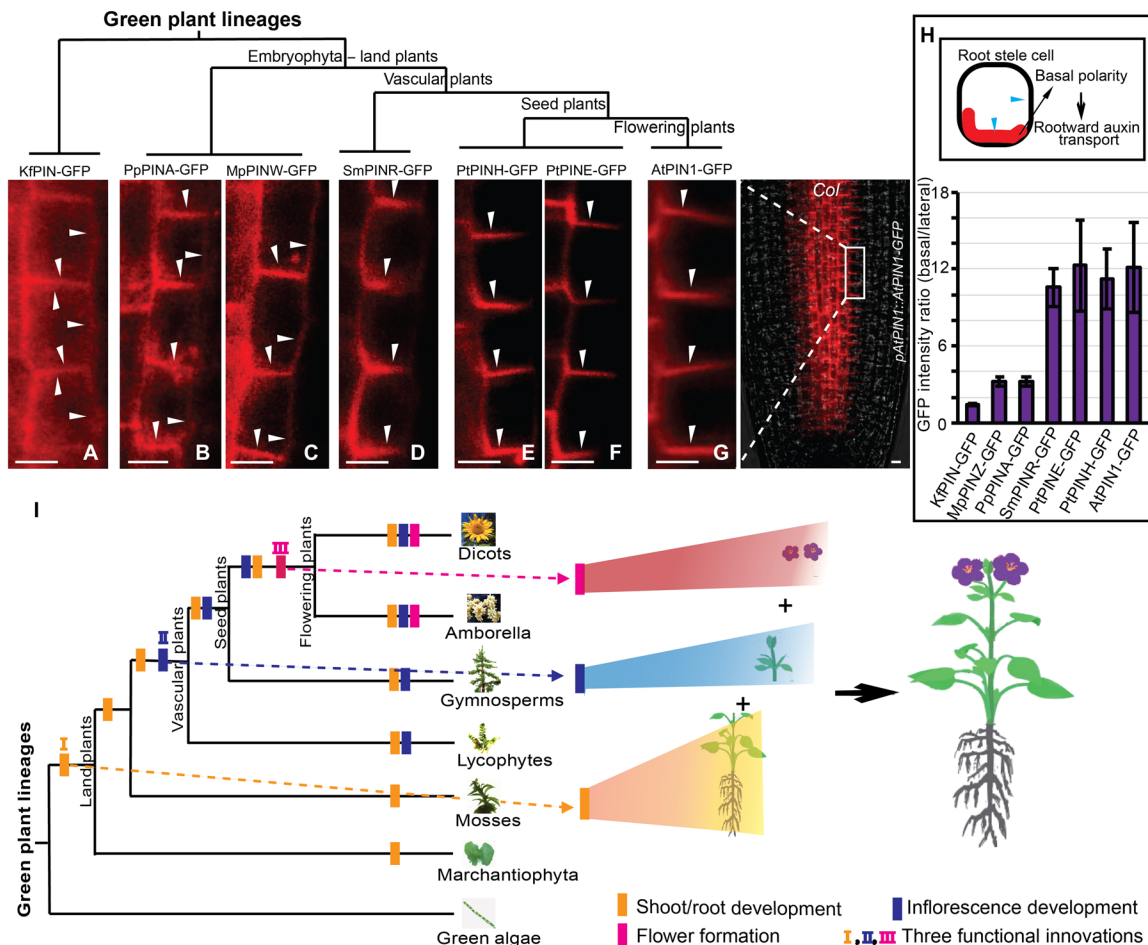 Green plant lineages
Embryophyta – land plants
Vascular plants
Seed plants
Flowering plants
KfPIN-GFP
PpPINA-GFP
MpPINW-GFP
SmPINR-GFP
PtPINH-GFP
PtPINE-GFP
AtPIN1-GFP
A
B
C
D
E
F
G
Col
pAtPIN1::AtPIN1-GFP
H
Root stele cell
Basal polarity
Rootward auxin
transport
GFP intensity ratio (basal/lateral)
18
12
6
0
KfPIN-GFP
MpPINZ-GFP
PpPINA-GFP
SmPINR-GFP
PtPINE-GFP
PtPINH-GFP
AtPIN1-GFP
I
Green plant lineages
Land plants
Vascular plants
Seed plants
Flowering plants
I
II
III
Dicots
Amborella
Gymnosperms
Lycophytes
Mosses
Marchantiophyta
Green algae
+
+
Shoot/root development
Inflorescence development
Flower formation
I,II,III Three functional innovations